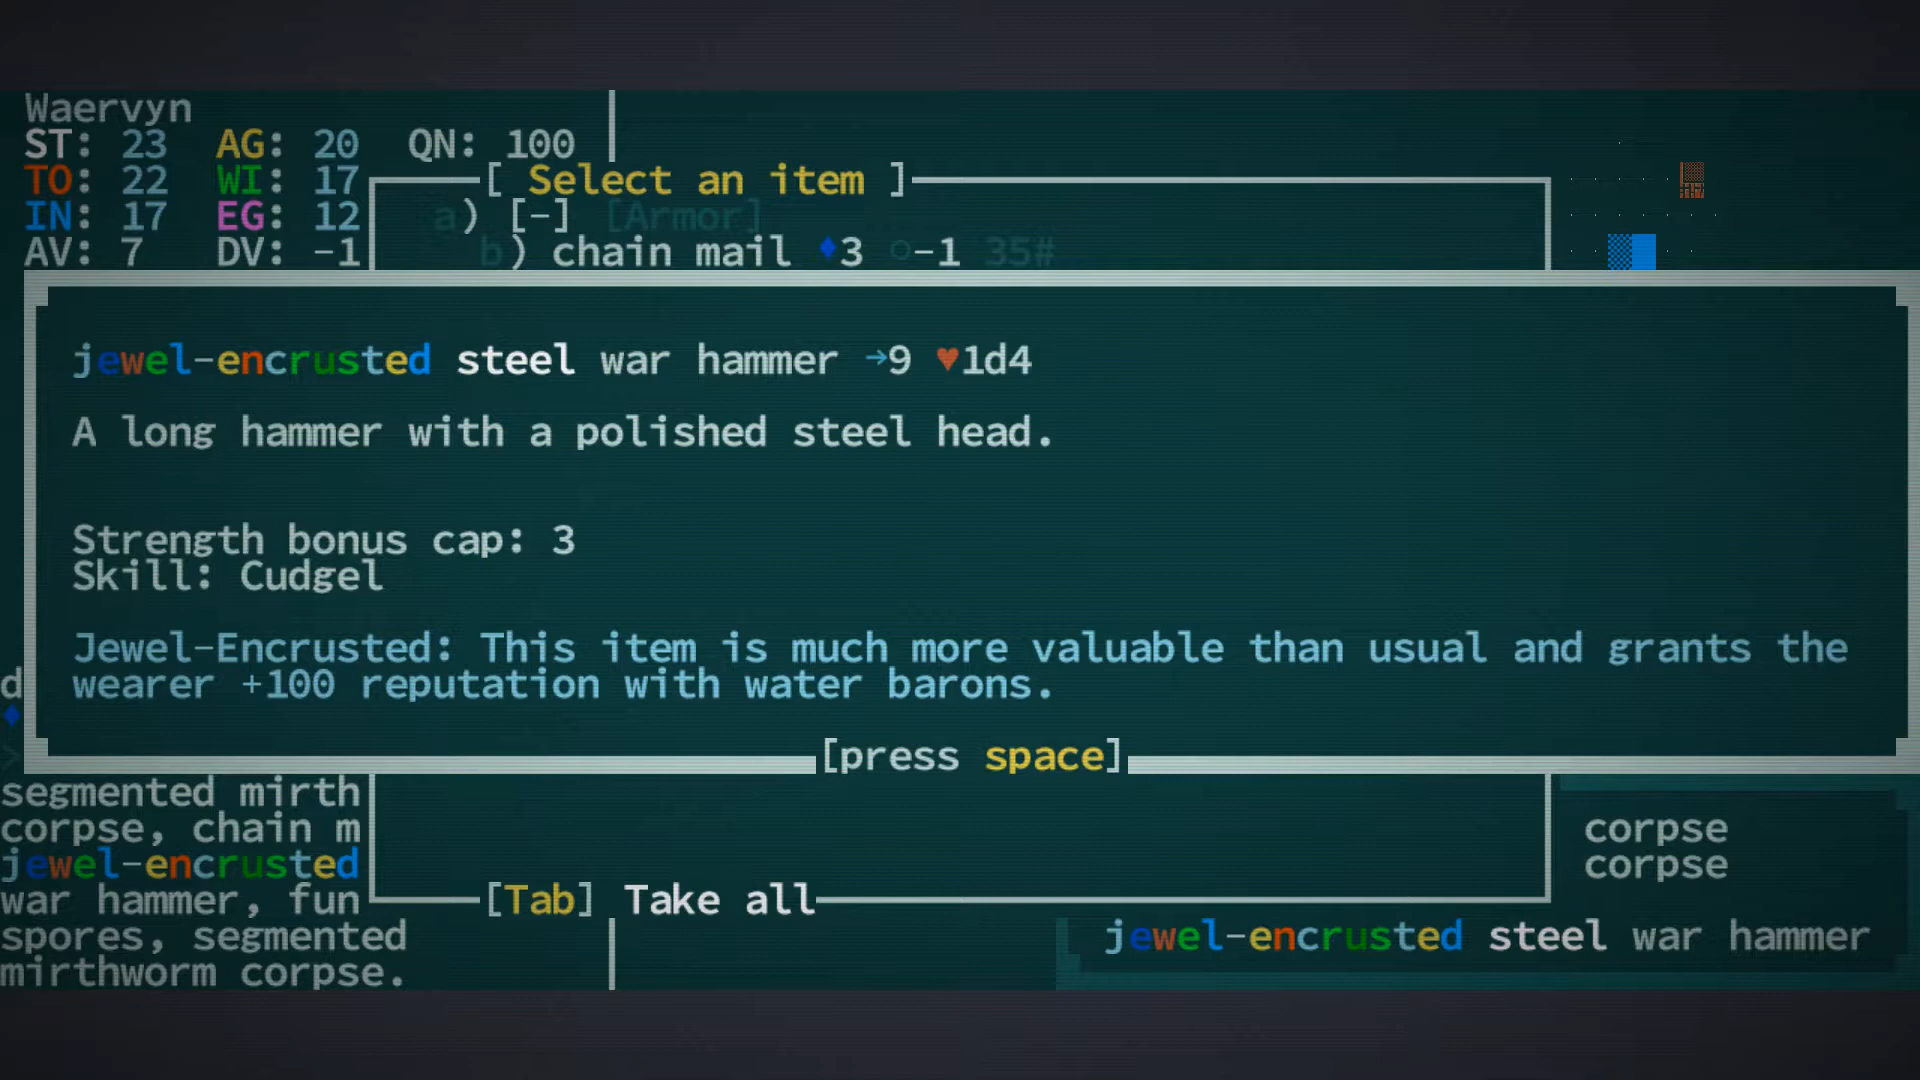 Waervyn
ST: 23 AG: 20 QN: 100
TO: 22 WI: 17
IN: 17 EG: 12
AV: 7 DV: -1
[ Select an item ]
a) [-] [Armor]
b) chain mail ♦3 ○-1 35#
jewel-encrusted steel war hammer →9 ♥1d4
A long hammer with a polished steel head.
Strength bonus cap: 3
Skill: Cudgel
Jewel-Encrusted: This item is much more valuable than usual and grants the
wearer +100 reputation with water barons.
[press space]
d
♦
>
segmented mirth
corpse, chain m
jewel-encrusted
war hammer, fun
spores, segmented
mirthworm corpse.
[Tab] Take all
corpse
corpse
jewel-encrusted steel war hammer